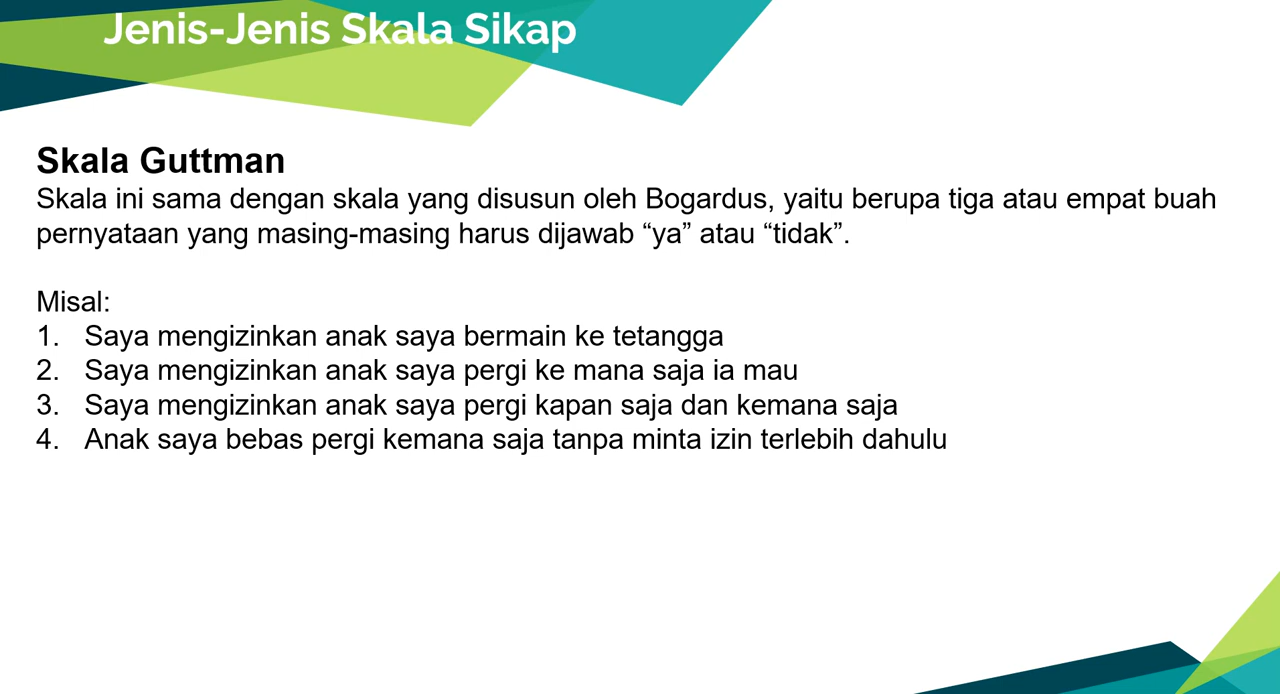 Jenis-Jenis Skala Sikap
Skala Guttman
Skala ini sama dengan skala yang disusun oleh Bogardus, yaitu berupa tiga atau empat buah
pernyataan yang masing-masing harus dijawab “ya” atau “tidak”.
Misal:
1. Saya mengizinkan anak saya bermain ke tetangga
2. Saya mengizinkan anak saya pergi ke mana saja ia mau
3. Saya mengizinkan anak saya pergi kapan saja dan kemana saja
4. Anak saya bebas pergi kemana saja tanpa minta izin terlebih dahulu